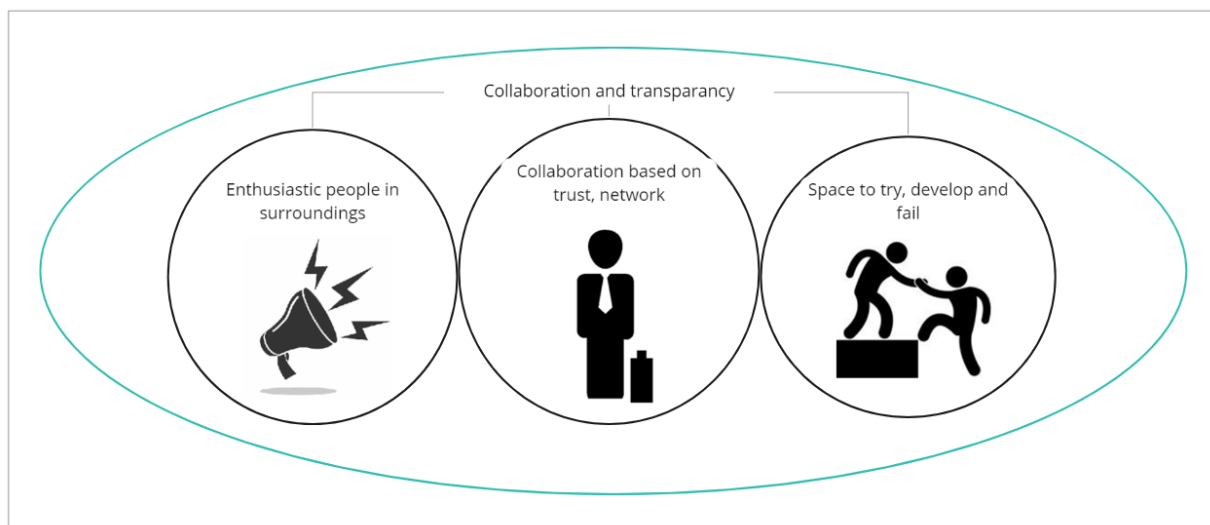 Collaboration and transparancy
Enthusiastic people in
surroundings
Collaboration based on
trust, network
Space to try, develop and
fail